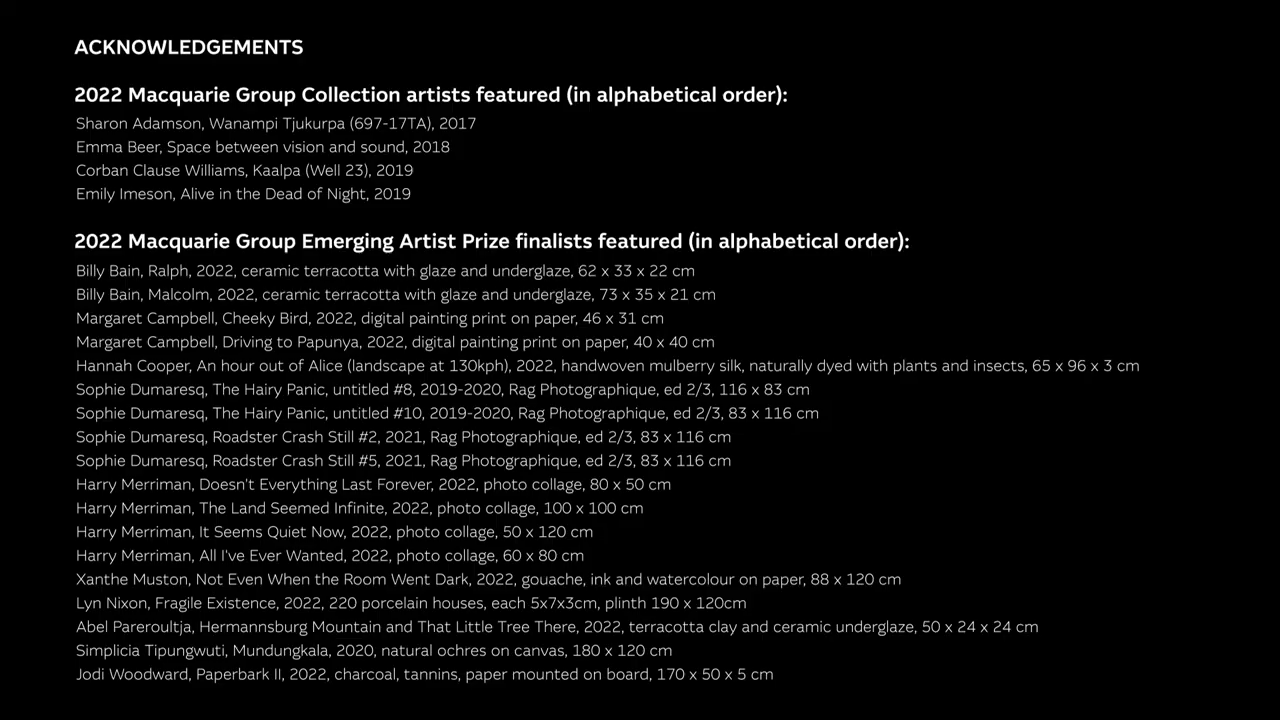 ACKNOWLEDGEMENTS
2022 Macquarie Group Collection artists featured (in alphabetical order):
Sharon Adamson, Wanampi Tjukurpa (697-17TA), 2017
Emma Beer, Space between vision and sound, 2018
Corban Clause Williams, Kaalpa (Well 23), 2019
Emily Imeson, Alive in the Dead of Night, 2019
2022 Macquarie Group Emerging Artist Prize finalists featured (in alphabetical order):
Billy Bain, Ralph, 2022, ceramic terracotta with glaze and underglaze, 62 x 33 x 22 cm
Billy Bain, Malcolm, 2022, ceramic terracotta with glaze and underglaze, 73 x 35 x 21 cm
Margaret Campbell, Cheeky Bird, 2022, digital painting print on paper, 46 x 31 cm
Margaret Campbell, Driving to Papunya, 2022, digital painting print on paper, 40 x 40 cm
Hannah Cooper, An hour out of Alice (landscape at 130kph), 2022, handwoven mulberry silk, naturally dyed with plants and insects, 65 x 96 x 3 cm
Sophie Dumaresq, The Hairy Panic, untitled #8, 2019-2020, Rag Photographique, ed 2/3, 116 x 83 cm
Sophie Dumaresq, The Hairy Panic, untitled #10, 2019-2020, Rag Photographique, ed 2/3, 83 x 116 cm
Sophie Dumaresq, Roadster Crash Still #2, 2021, Rag Photographique, ed 2/3, 83 x 116 cm
Sophie Dumaresq, Roadster Crash Still #5, 2021, Rag Photographique, ed 2/3, 83 x 116 cm
Harry Merriman, Doesn't Everything Last Forever, 2022, photo collage, 80 x 50 cm
Harry Merriman, The Land Seemed Infinite, 2022, photo collage, 100 x 100 cm
Harry Merriman, It Seems Quiet Now, 2022, photo collage, 50 x 120 cm
Harry Merriman, All I've Ever Wanted, 2022, photo collage, 60 x 80 cm
Xanthe Muston, Not Even When the Room Went Dark, 2022, gouache, ink and watercolour on paper, 88 x 120 cm
Lyn Nixon, Fragile Existence, 2022, 220 porcelain houses, each 5x7x3cm, plinth 190 x 120cm
Abel Pareroultja, Hermannsburg Mountain and That Little Tree There, 2022, terracotta clay and ceramic underglaze, 50 x 24 x 24 cm
Simplicia Tipungwuti, Mundungkala, 2020, natural ochres on canvas, 180 x 120 cm
Jodi Woodward, Paperbark II, 2022, charcoal, tannins, paper mounted on board, 170 x 50 x 5 cm